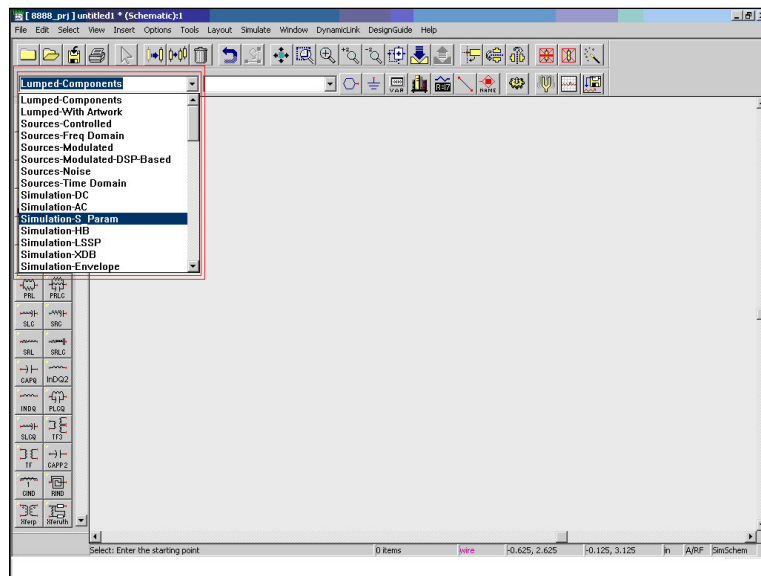 [ 8888_prj ] untitled1 * (Schematic):1
File Edit Select View Insert Options Tools Layout Simulate Window DynamicLink DesignGuide Help
VAR
R=?
NAME
Lumped-Components
Lumped-Components
Lumped-With Artwork
Sources-Controlled
Sources-Freq Domain
Sources-Modulated
Sources-Modulated-DSP-Based
Sources-Noise
Sources-Time Domain
Simulation-DC
Simulation-AC
Simulation-S_Param
Simulation-HB
Simulation-LSSP
Simulation-XDB
Simulation-Envelope
PRL PRLC
SLC SRC
SRL SRLC
CAPQ InDQ2
INDQ PLCQ
SLCQ TF3
TF CAPP2
CIND RIND
Xferp Xferuth
Select: Enter the starting point 0 items wire -0.625, 2.625 -0.125, 3.125 in A/RF SimSchem